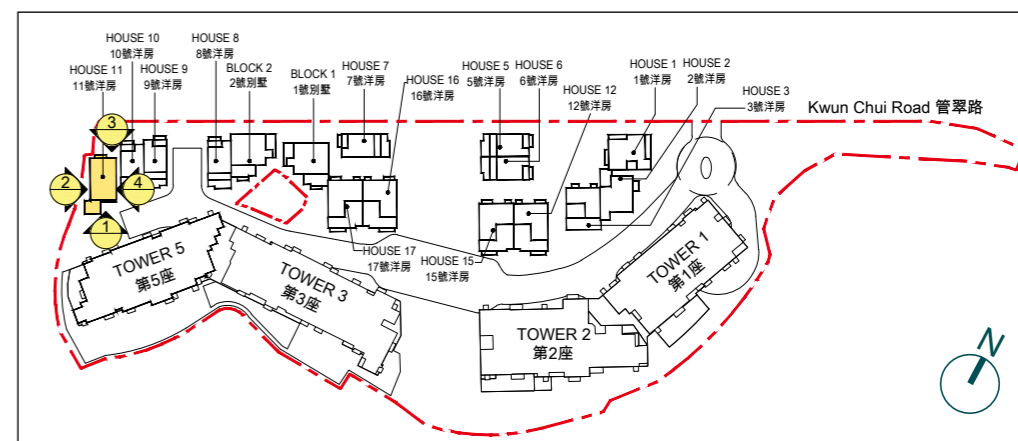 HOUSE 10
10號洋房
HOUSE 8
8號洋房
HOUSE 11
11號洋房
HOUSE 9
9號洋房
BLOCK 2
2號別墅
BLOCK 1
1號別墅
HOUSE 7
7號洋房
HOUSE 16
16號洋房
HOUSE 5
5號洋房
HOUSE 6
6號洋房
HOUSE 12
12號洋房
HOUSE 1
1號洋房
HOUSE 2
2號洋房
HOUSE 3
3號洋房
Kwun Chui Road 管翠路
3
2
4
1
HOUSE 17
17號洋房
HOUSE 15
15號洋房
TOWER 5
第5座
TOWER 3
第3座
TOWER 2
第2座
TOWER 1
第1座
N